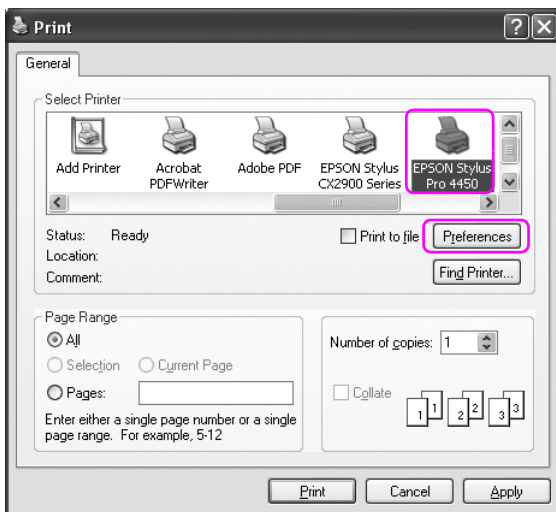 Print
General
Select Printer
Add Printer
Acrobat
PDFWriter
Adobe PDF
EPSON Stylus
CX2900 Series
EPSON Stylus
Pro 4450
Status: Ready
Print to file
Preferences
Location:
Comment:
Find Printer...
Page Range
All
Selection
Current Page
Pages:
Enter either a single page number or a single
page range. For example, 5-12
Number of copies: 1
Collate
1 1 2 2 3 3
Print
Cancel
Apply